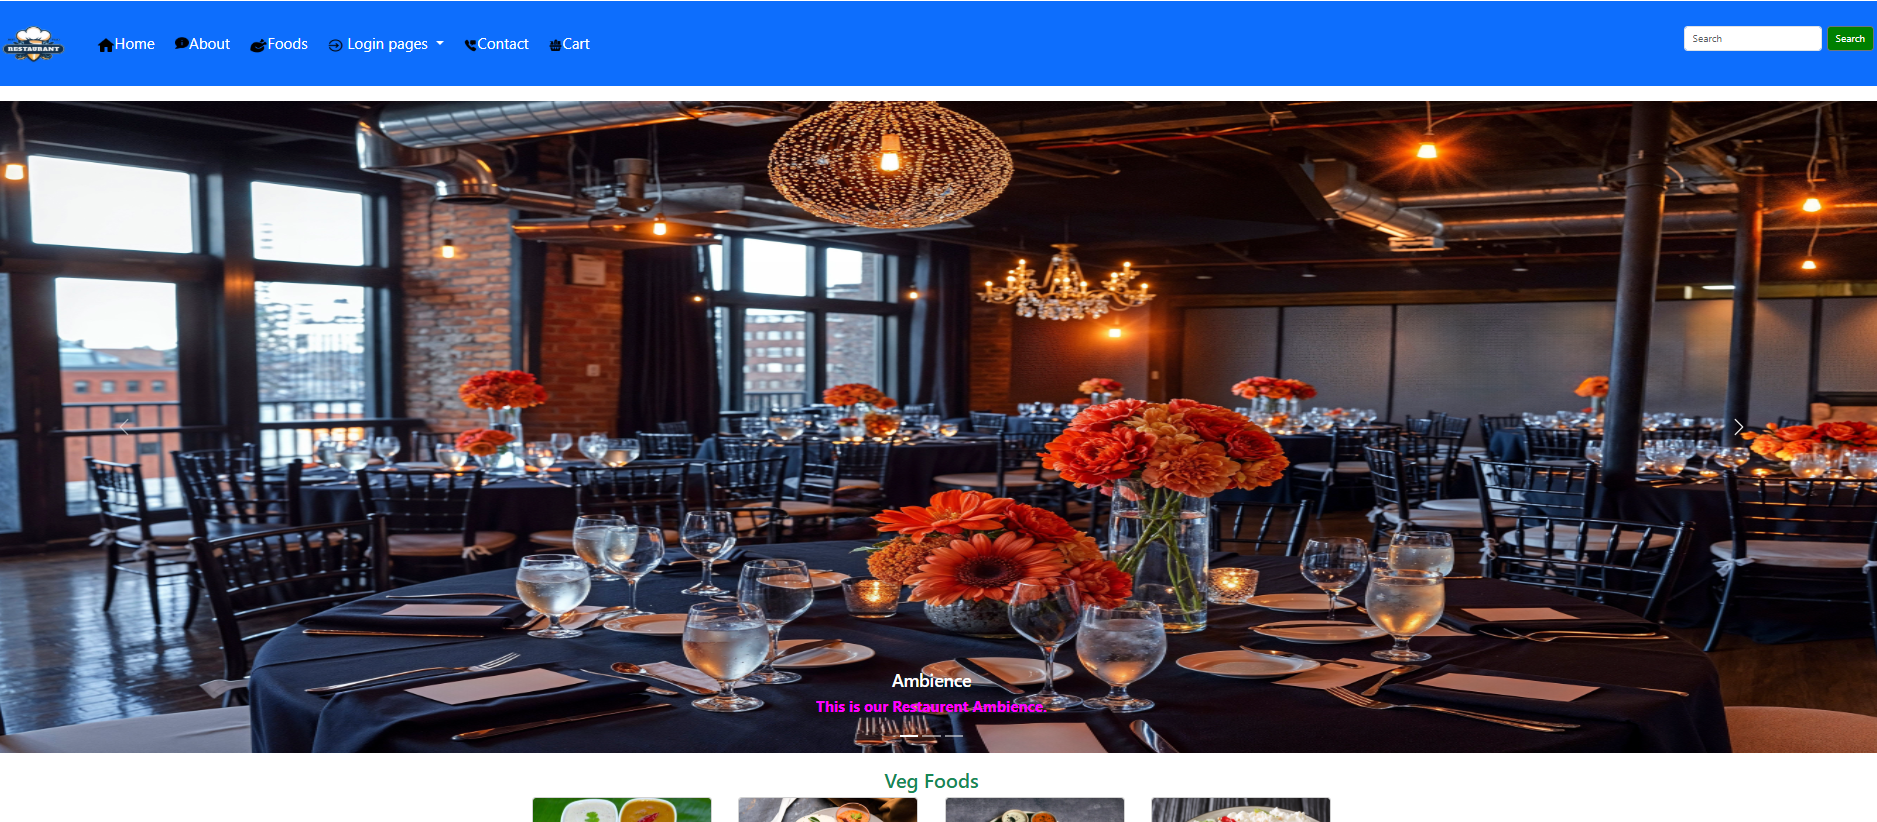 RESTAURANT
Home About Foods Login pages Contact Cart
Search Search
Ambience
This is our Restaurent Ambience.
Veg Foods